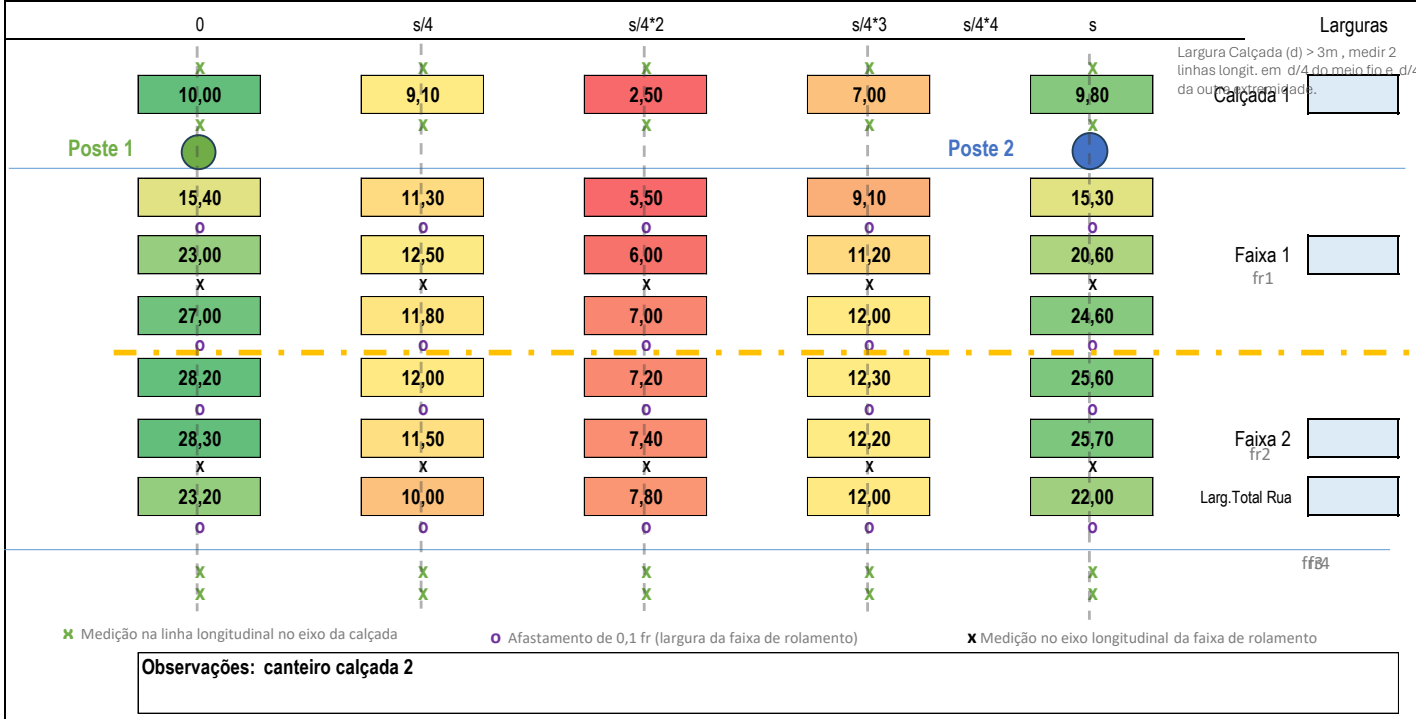 0 s/4 s/4*2 s/4*3 s/4*4 s Larguras
Largura Calçada (d) > 3m , medir 2
linhas longit. em d/4 do meio fio e d/4
da outra extremidade.
x x x x x
10,00 9,10 2,50 7,00 9,80 Calçada 1
x x x x x
Poste 1 Poste 2
15,40 11,30 5,50 9,10 15,30
o o o o o
23,00 12,50 6,00 11,20 20,60 Faixa 1
fr1
x x x x x
27,00 11,80 7,00 12,00 24,60
o o o o o
28,20 12,00 7,20 12,30 25,60
o o o o o
28,30 11,50 7,40 12,20 25,70 Faixa 2
fr2
x x x x x
23,20 10,00 7,80 12,00 22,00 Larg.Total Rua
o o o o o
x x x x x
x x x x x
x Medição na linha longitudinal no eixo da calçada o Afastamento de 0,1 fr (largura da faixa de rolamento) x Medição no eixo longitudinal da faixa de rolamento
Observações: canteiro calçada 2